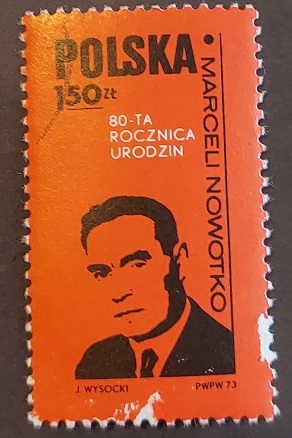 POLSKA
1,50 ZŁ
80-TA
ROCZNICA
URODZIN
• MARCELI NOWOTKO
J. WYSOCKI
PWPW 73